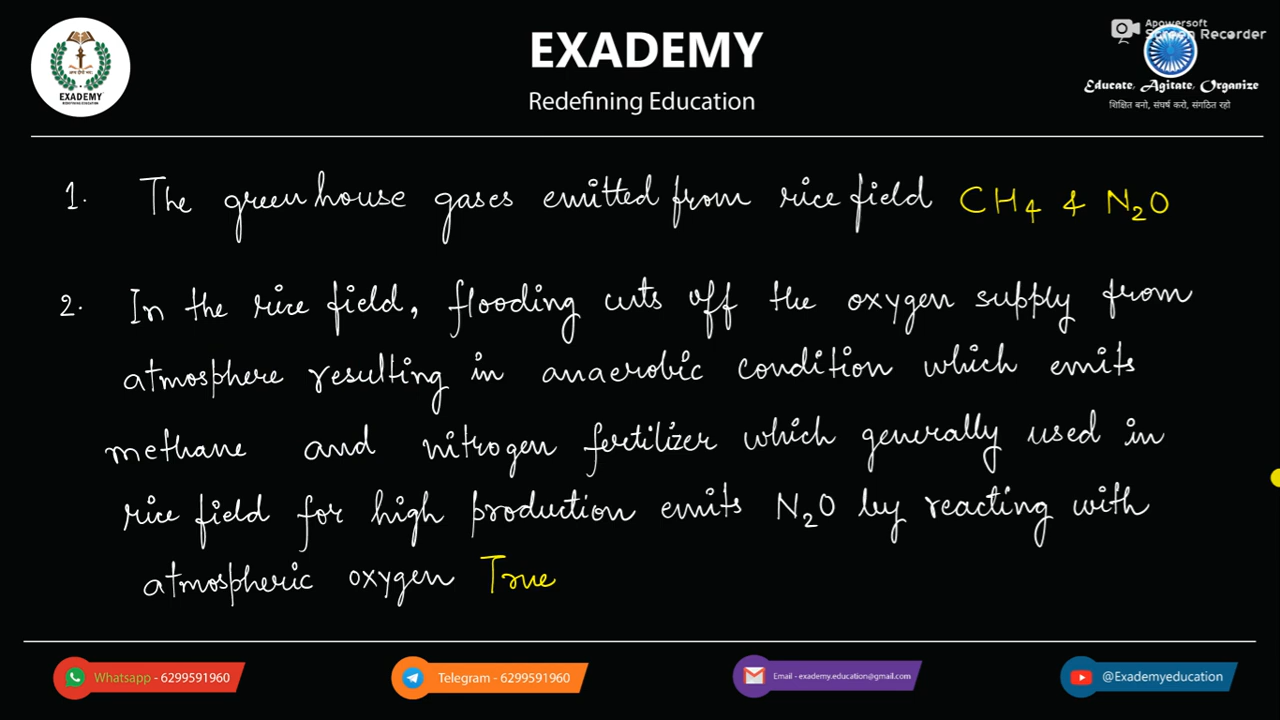 EXADEMY
Redefining Education
EXADEMY
REDEFINING EDUCATION
Apowersoft
Screen Recorder
Educate, Agitate, Organize
शिक्षित बनो, संघर्ष करो, संगठित रहो
1. The greenhouse gases emitted from rice field CH4 & N2O
2. In the rice field, flooding cuts off the oxygen supply from
atmosphere resulting in anaerobic condition which emits
methane and nitrogen fertilizer which generally used in
rice field for high production emits N2O by reacting with
atmospheric oxygen True
Whatsapp - 6299591960
Telegram - 6299591960
Email - exademy.education@gmail.com
@Exademyeducation